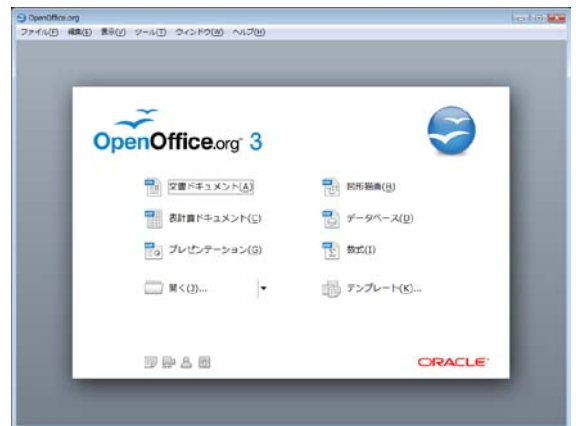 OpenOffice.org
ファイル(F) 編集(E) 表示(V) ツール(T) ウィンドウ(W) ヘルプ(H)
OpenOffice.org 3
文書ドキュメント(A)
図形描画(H)
表計算ドキュメント(C)
データベース(D)
プレゼンテーション(G)
数式(I)
開く(J)...
テンプレート(K)...
ORACLE